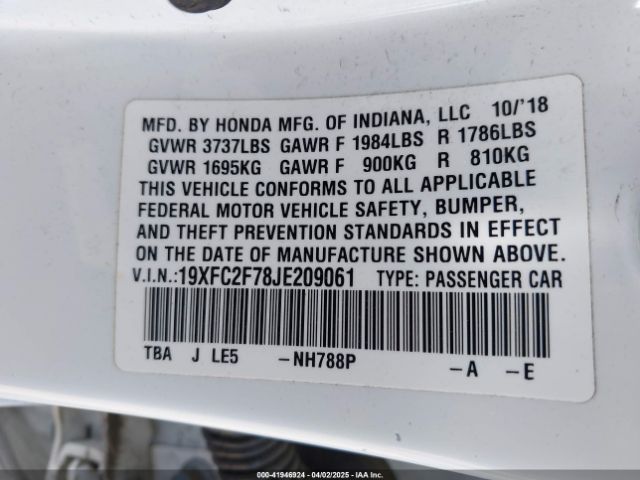 MFD. BY HONDA MFG. OF INDIANA, LLC 10/'18
GVWR 3737LBS GAWR F 1984LBS R 1786LBS
GVWR 1695KG GAWR F 900KG R 810KG
THIS VEHICLE CONFORMS TO ALL APPLICABLE
FEDERAL MOTOR VEHICLE SAFETY, BUMPER,
AND THEFT PREVENTION STANDARDS IN EFFECT
ON THE DATE OF MANUFACTURE SHOWN ABOVE.
V.I.N.:19XFC2F78JE209061 TYPE: PASSENGER CAR
TBA J LE5 -NH788P -A -E
000-41946924 - 04/02/2025 - IAA Inc.